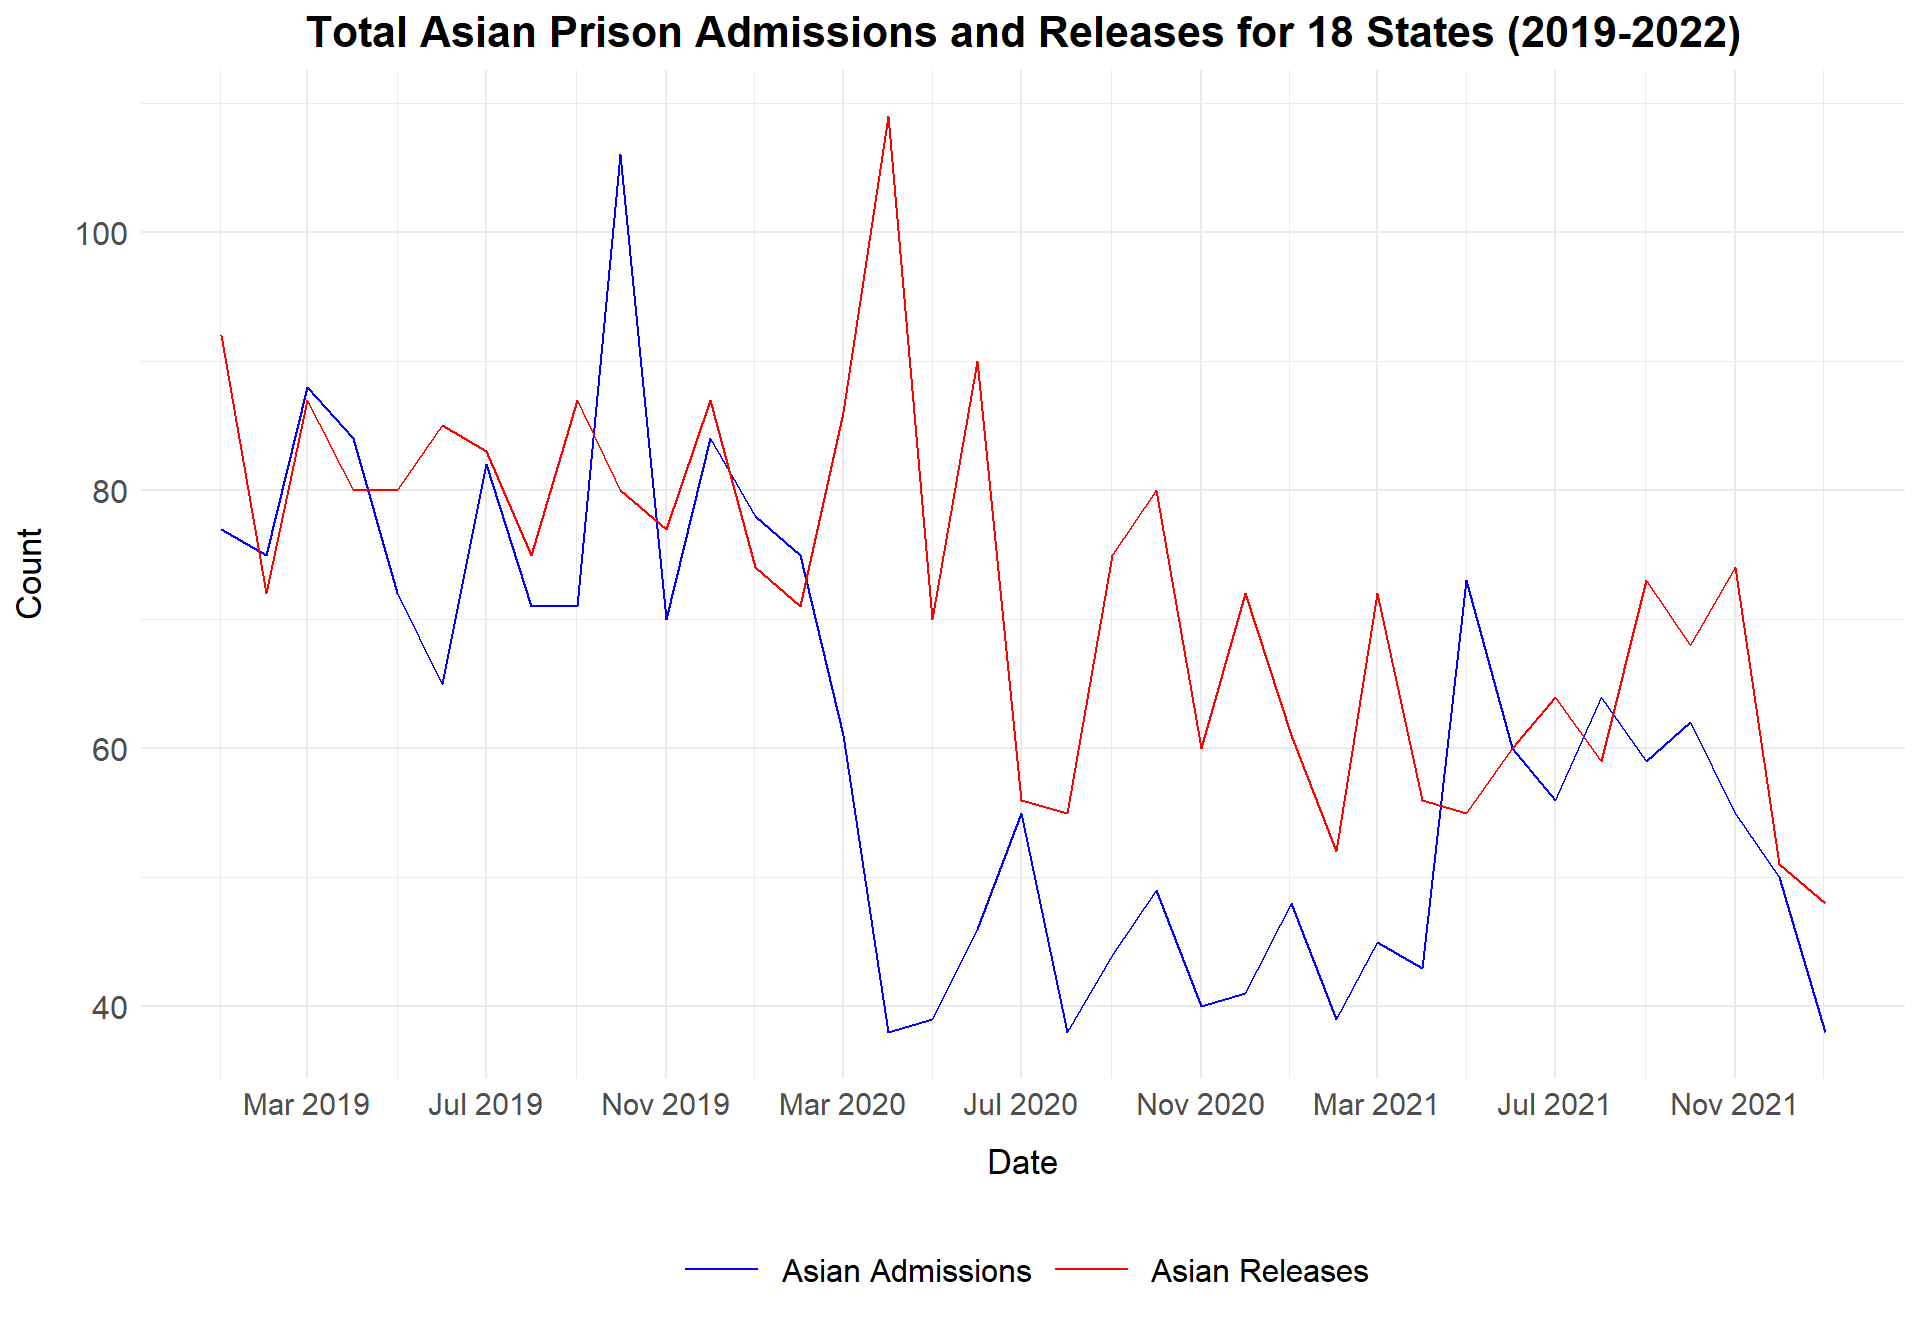 Total Asian Prison Admissions and Releases for 18 States (2019-2022)
Count
100
80
60
40
Mar 2019 Jul 2019 Nov 2019 Mar 2020 Jul 2020 Nov 2020 Mar 2021 Jul 2021 Nov 2021
Date
Asian Admissions Asian Releases